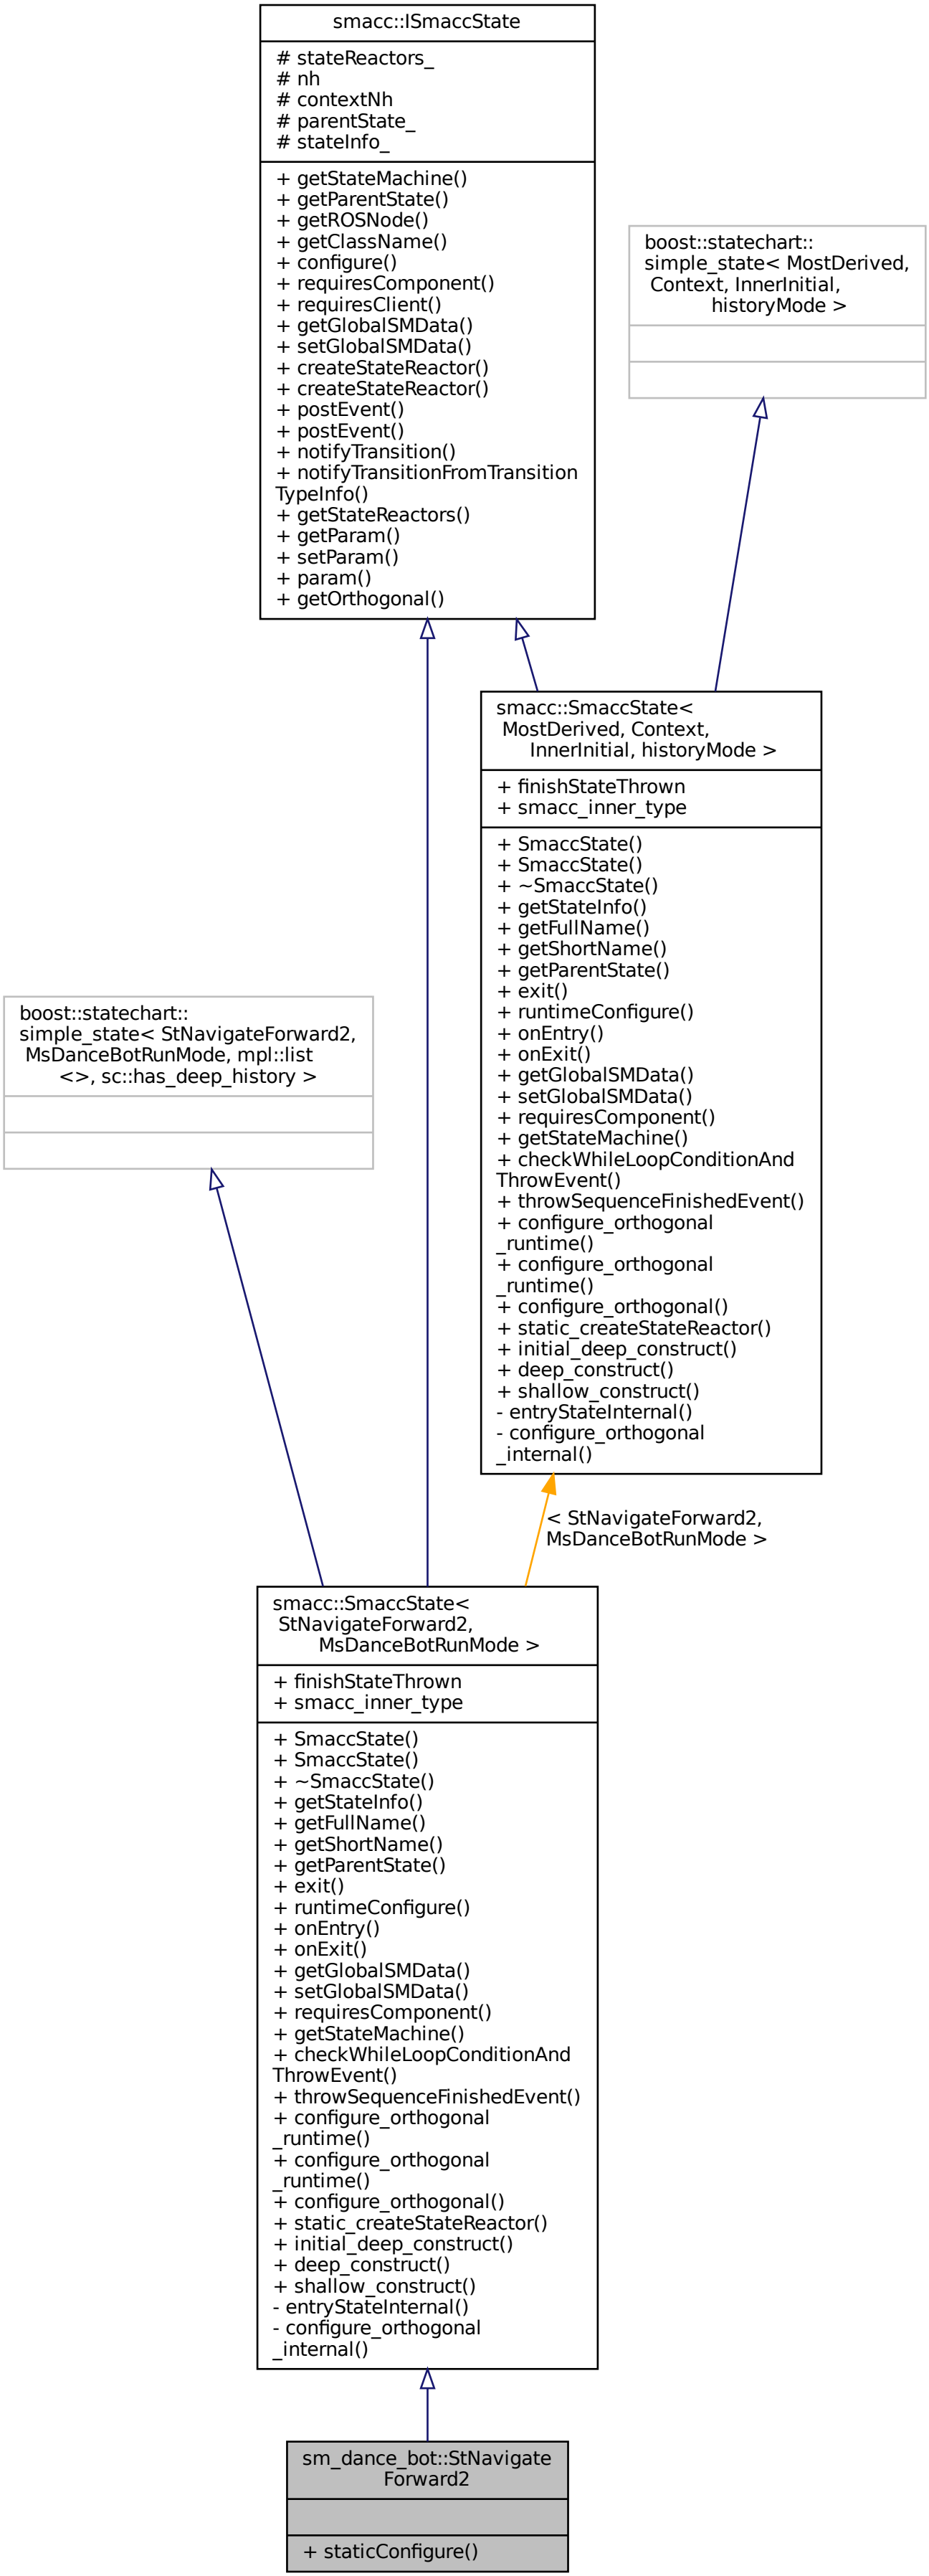 smacc::ISmaccState
# stateReactors_
# nh
# contextNh
# parentState_
# stateInfo_
+ getStateMachine()
+ getParentState()
+ getROSNode()
+ getClassName()
+ configure()
+ requiresComponent()
+ requiresClient()
+ getGlobalSMData()
+ setGlobalSMData()
+ createStateReactor()
+ createStateReactor()
+ postEvent()
+ postEvent()
+ notifyTransition()
+ notifyTransitionFromTransition
TypeInfo()
+ getStateReactors()
+ getParam()
+ setParam()
+ param()
+ getOrthogonal()
boost::statechart::
simple_state< MostDerived,
Context, InnerInitial,
historyMode >
smacc::SmaccState<
MostDerived, Context,
InnerInitial, historyMode >
+ finishStateThrown
+ smacc_inner_type
+ SmaccState()
+ SmaccState()
+ ~SmaccState()
+ getStateInfo()
+ getFullName()
+ getShortName()
+ getParentState()
+ exit()
+ runtimeConfigure()
+ onEntry()
+ onExit()
+ getGlobalSMData()
+ setGlobalSMData()
+ requiresComponent()
+ getStateMachine()
+ checkWhileLoopConditionAnd
ThrowEvent()
+ throwSequenceFinishedEvent()
+ configure_orthogonal
_runtime()
+ configure_orthogonal
_runtime()
+ configure_orthogonal()
+ static_createStateReactor()
+ initial_deep_construct()
+ deep_construct()
+ shallow_construct()
- entryStateInternal()
- configure_orthogonal
_internal()
boost::statechart::
simple_state< StNavigateForward2,
MsDanceBotRunMode, mpl::list
<>, sc::has_deep_history >
< StNavigateForward2,
MsDanceBotRunMode >
smacc::SmaccState<
StNavigateForward2,
MsDanceBotRunMode >
+ finishStateThrown
+ smacc_inner_type
+ SmaccState()
+ SmaccState()
+ ~SmaccState()
+ getStateInfo()
+ getFullName()
+ getShortName()
+ getParentState()
+ exit()
+ runtimeConfigure()
+ onEntry()
+ onExit()
+ getGlobalSMData()
+ setGlobalSMData()
+ requiresComponent()
+ getStateMachine()
+ checkWhileLoopConditionAnd
ThrowEvent()
+ throwSequenceFinishedEvent()
+ configure_orthogonal
_runtime()
+ configure_orthogonal
_runtime()
+ configure_orthogonal()
+ static_createStateReactor()
+ initial_deep_construct()
+ deep_construct()
+ shallow_construct()
- entryStateInternal()
- configure_orthogonal
_internal()
sm_dance_bot::StNavigate
Forward2
+ staticConfigure()